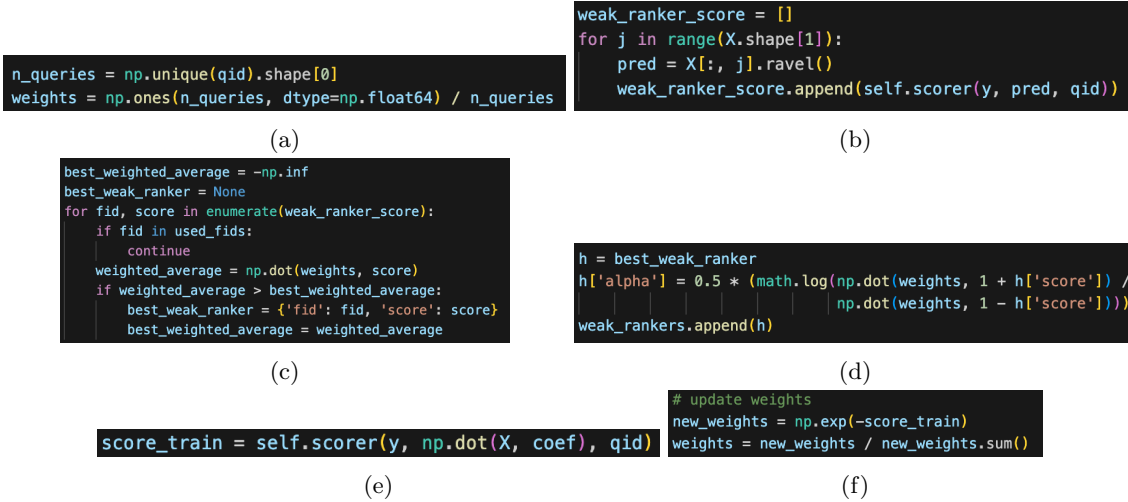 n_queries = np.unique(qid).shape[0]
weights = np.ones(n_queries, dtype=np.float64) / n_queries
(a)
weak_ranker_score = []
for j in range(X.shape[1]):
    pred = X[:, j].ravel()
    weak_ranker_score.append(self.scorer(y, pred, qid))
(b)
best_weighted_average = -np.inf
best_weak_ranker = None
for fid, score in enumerate(weak_ranker_score):
    if fid in used_fids:
        continue
    weighted_average = np.dot(weights, score)
    if weighted_average > best_weighted_average:
        best_weak_ranker = {'fid': fid, 'score': score}
        best_weighted_average = weighted_average
(c)
h = best_weak_ranker
h['alpha'] = 0.5 * (math.log(np.dot(weights, 1 + h['score']) /
                                np.dot(weights, 1 - h['score'])))
weak_rankers.append(h)
(d)
score_train = self.scorer(y, np.dot(X, coef), qid)
(e)
# update weights
new_weights = np.exp(-score_train)
weights = new_weights / new_weights.sum()
(f)